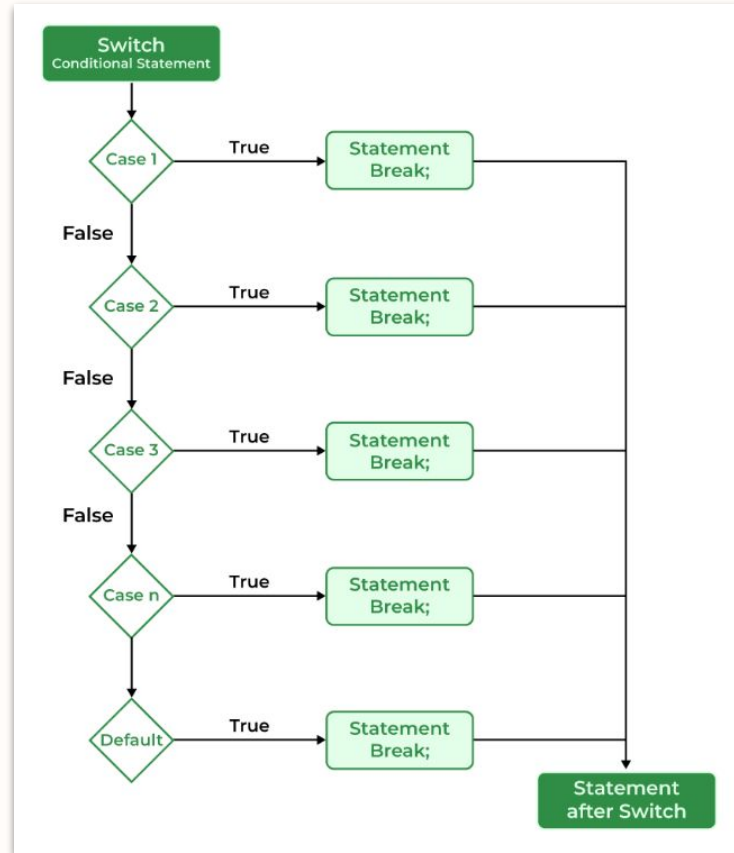 Switch
Conditional Statement
Case 1
True
Statement
Break;
False
Case 2
True
Statement
Break;
False
Case 3
True
Statement
Break;
False
Case n
True
Statement
Break;
Default
True
Statement
Break;
Statement
after Switch